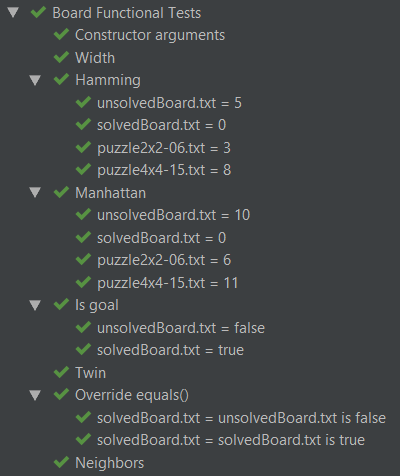 Board Functional Tests
Constructor arguments
Width
Hamming
unsolvedBoard.txt = 5
solvedBoard.txt = 0
puzzle2x2-06.txt = 3
puzzle4x4-15.txt = 8
Manhattan
unsolvedBoard.txt = 10
solvedBoard.txt = 0
puzzle2x2-06.txt = 6
puzzle4x4-15.txt = 11
Is goal
unsolvedBoard.txt = false
solvedBoard.txt = true
Twin
Override equals()
solvedBoard.txt = unsolvedBoard.txt is false
solvedBoard.txt = solvedBoard.txt is true
Neighbors